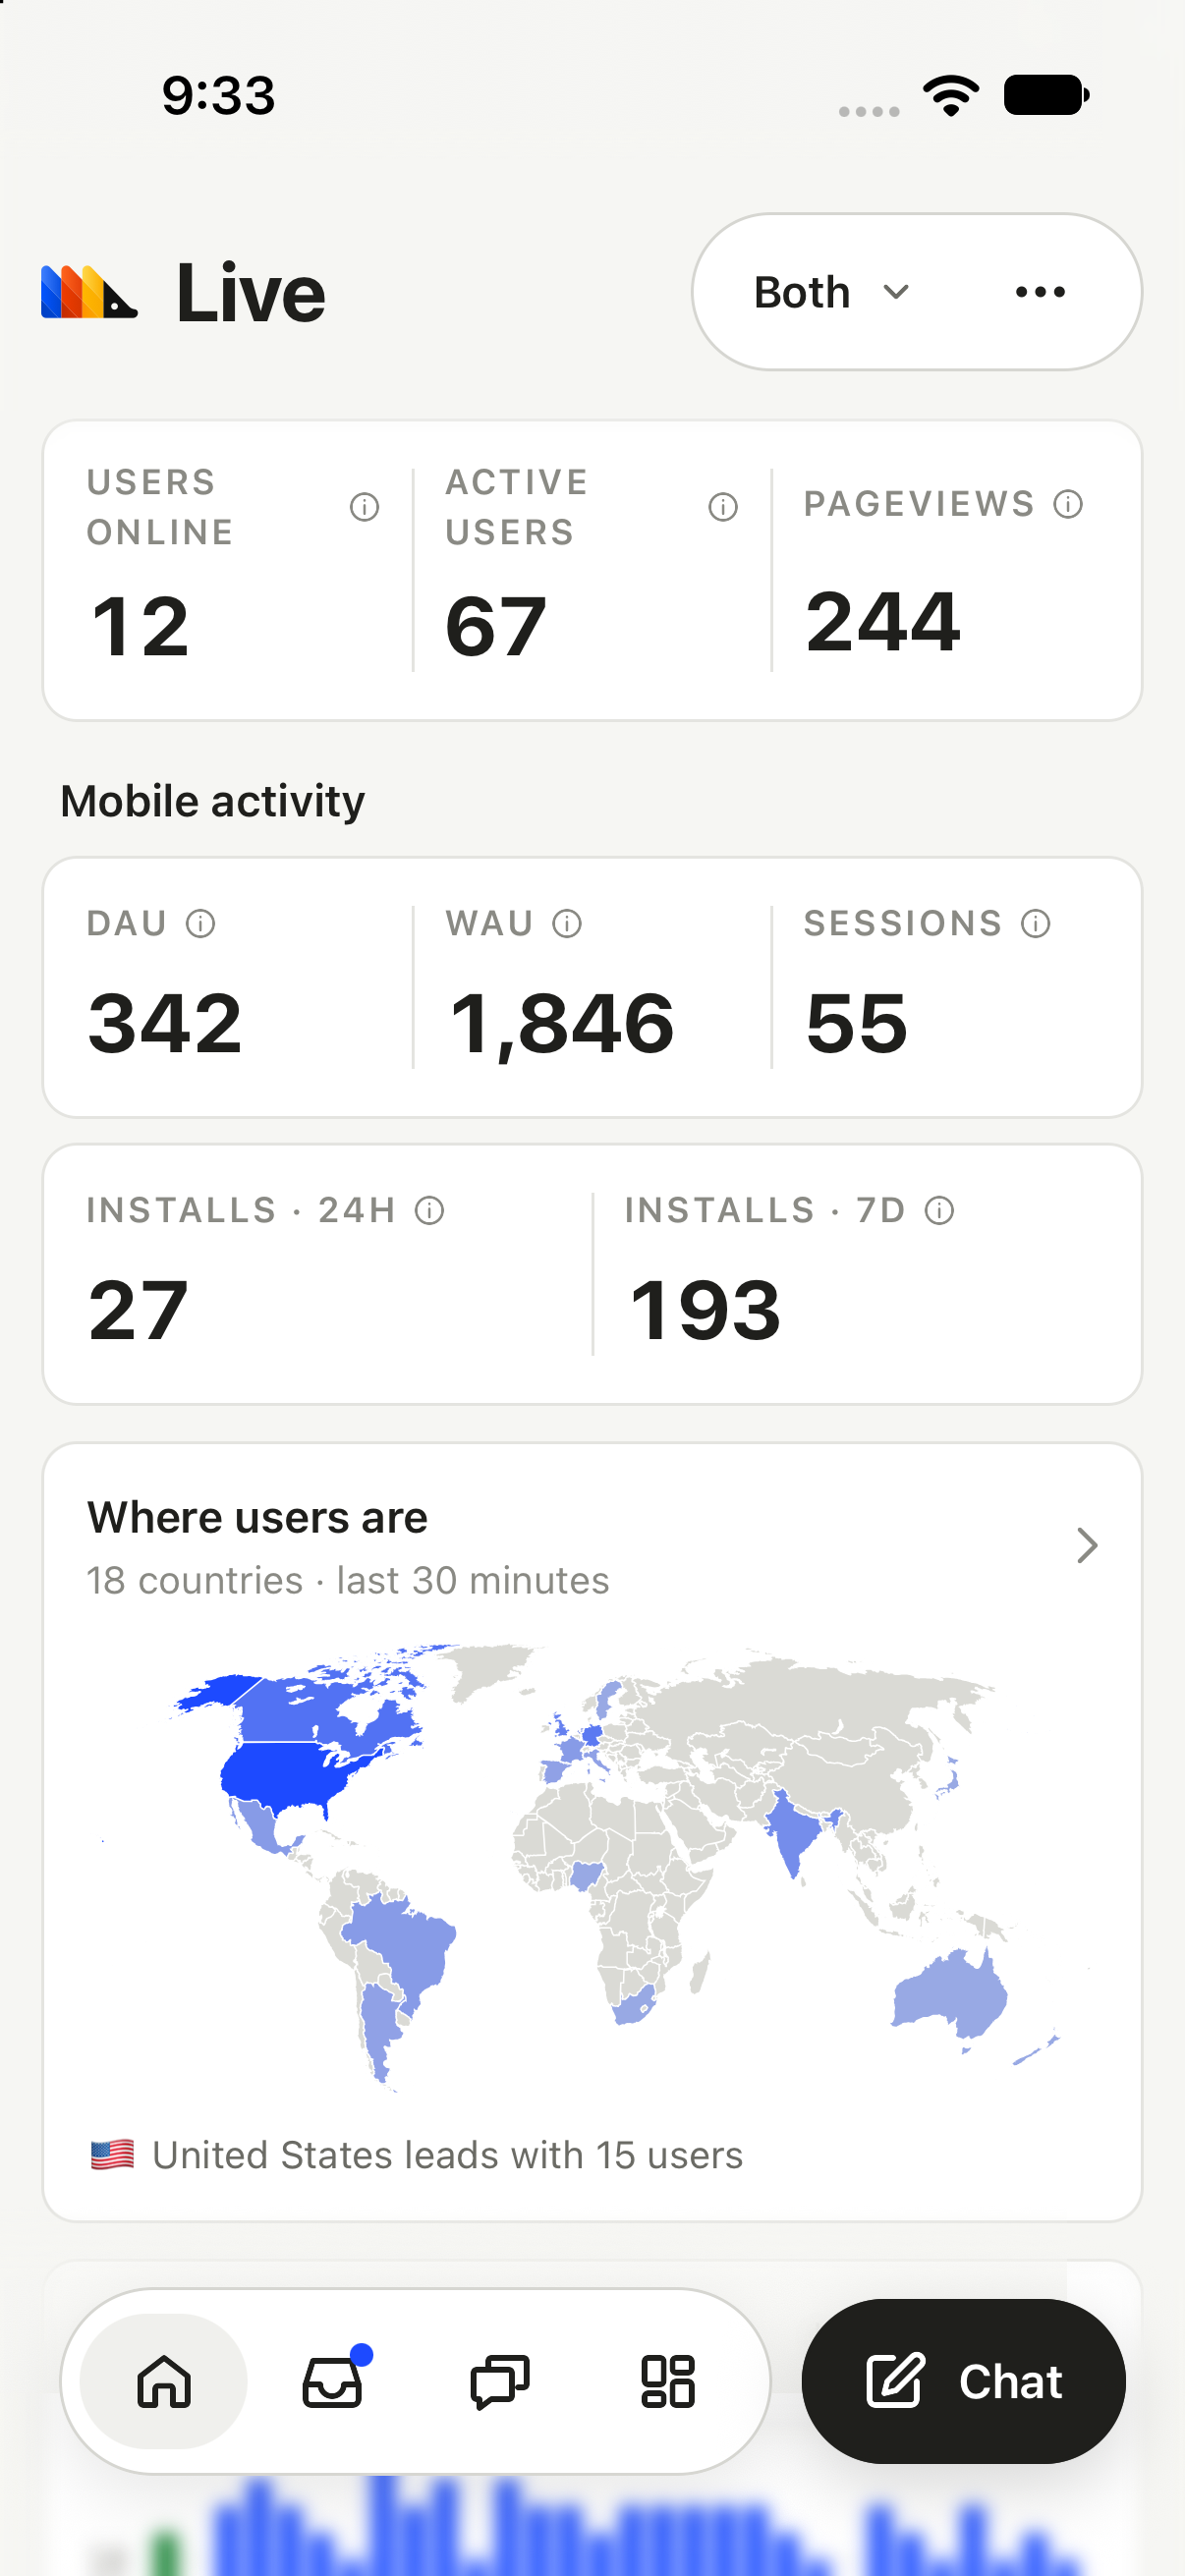 9:33
Live
Both
USERS
ONLINE
ACTIVE
USERS
PAGEVIEWS
12
67
244
Mobile activity
DAU
WAU
SESSIONS
342
1,846
55
INSTALLS · 24H
INSTALLS · 7D
27
193
Where users are
18 countries · last 30 minutes
United States leads with 15 users
Chat